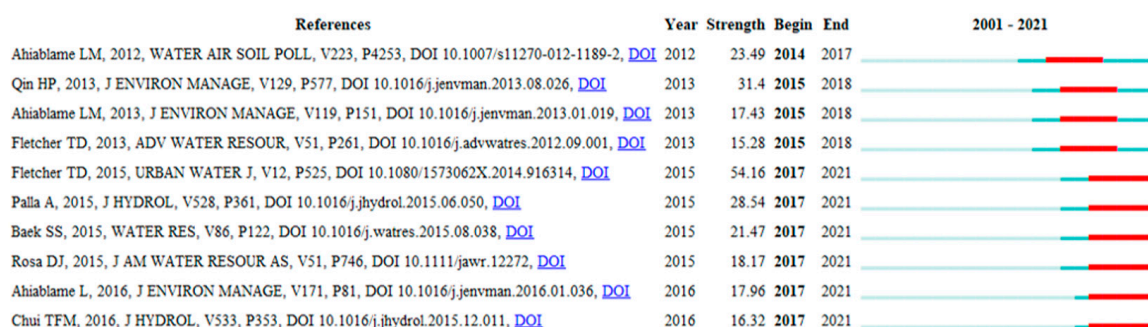 References Year Strength Begin End 2001 - 2021
Ahiablame LM, 2012, WATER AIR SOIL POLL, V223, P4253, DOI 10.1007/s11270-012-1189-2, DOI 2012 23.49 2014 2017
Qin HP, 2013, J ENVIRON MANAGE, V129, P577, DOI 10.1016/j.jenvman.2013.08.026, DOI 2013 31.4 2015 2018
Ahiablame LM, 2013, J ENVIRON MANAGE, V119, P151, DOI 10.1016/j.jenvman.2013.01.019, DOI 2013 17.43 2015 2018
Fletcher TD, 2013, ADV WATER RESOUR, V51, P261, DOI 10.1016/j.advwatres.2012.09.001, DOI 2013 15.28 2015 2018
Fletcher TD, 2015, URBAN WATER J, V12, P525, DOI 10.1080/1573062X.2014.916314, DOI 2015 54.16 2017 2021
Palla A, 2015, J HYDROL, V528, P361, DOI 10.1016/j.jhydrol.2015.06.050, DOI 2015 28.54 2017 2021
Baek SS, 2015, WATER RES, V86, P122, DOI 10.1016/j.watres.2015.08.038, DOI 2015 21.47 2017 2021
Rosa DJ, 2015, J AM WATER RESOUR AS, V51, P746, DOI 10.1111/jawr.12272, DOI 2015 18.17 2017 2021
Ahiablame L, 2016, J ENVIRON MANAGE, V171, P81, DOI 10.1016/j.jenvman.2016.01.036, DOI 2016 17.96 2017 2021
Chui TFM, 2016, J HYDROL, V533, P353, DOI 10.1016/j.jhydrol.2015.12.011, DOI 2016 16.32 2017 2021